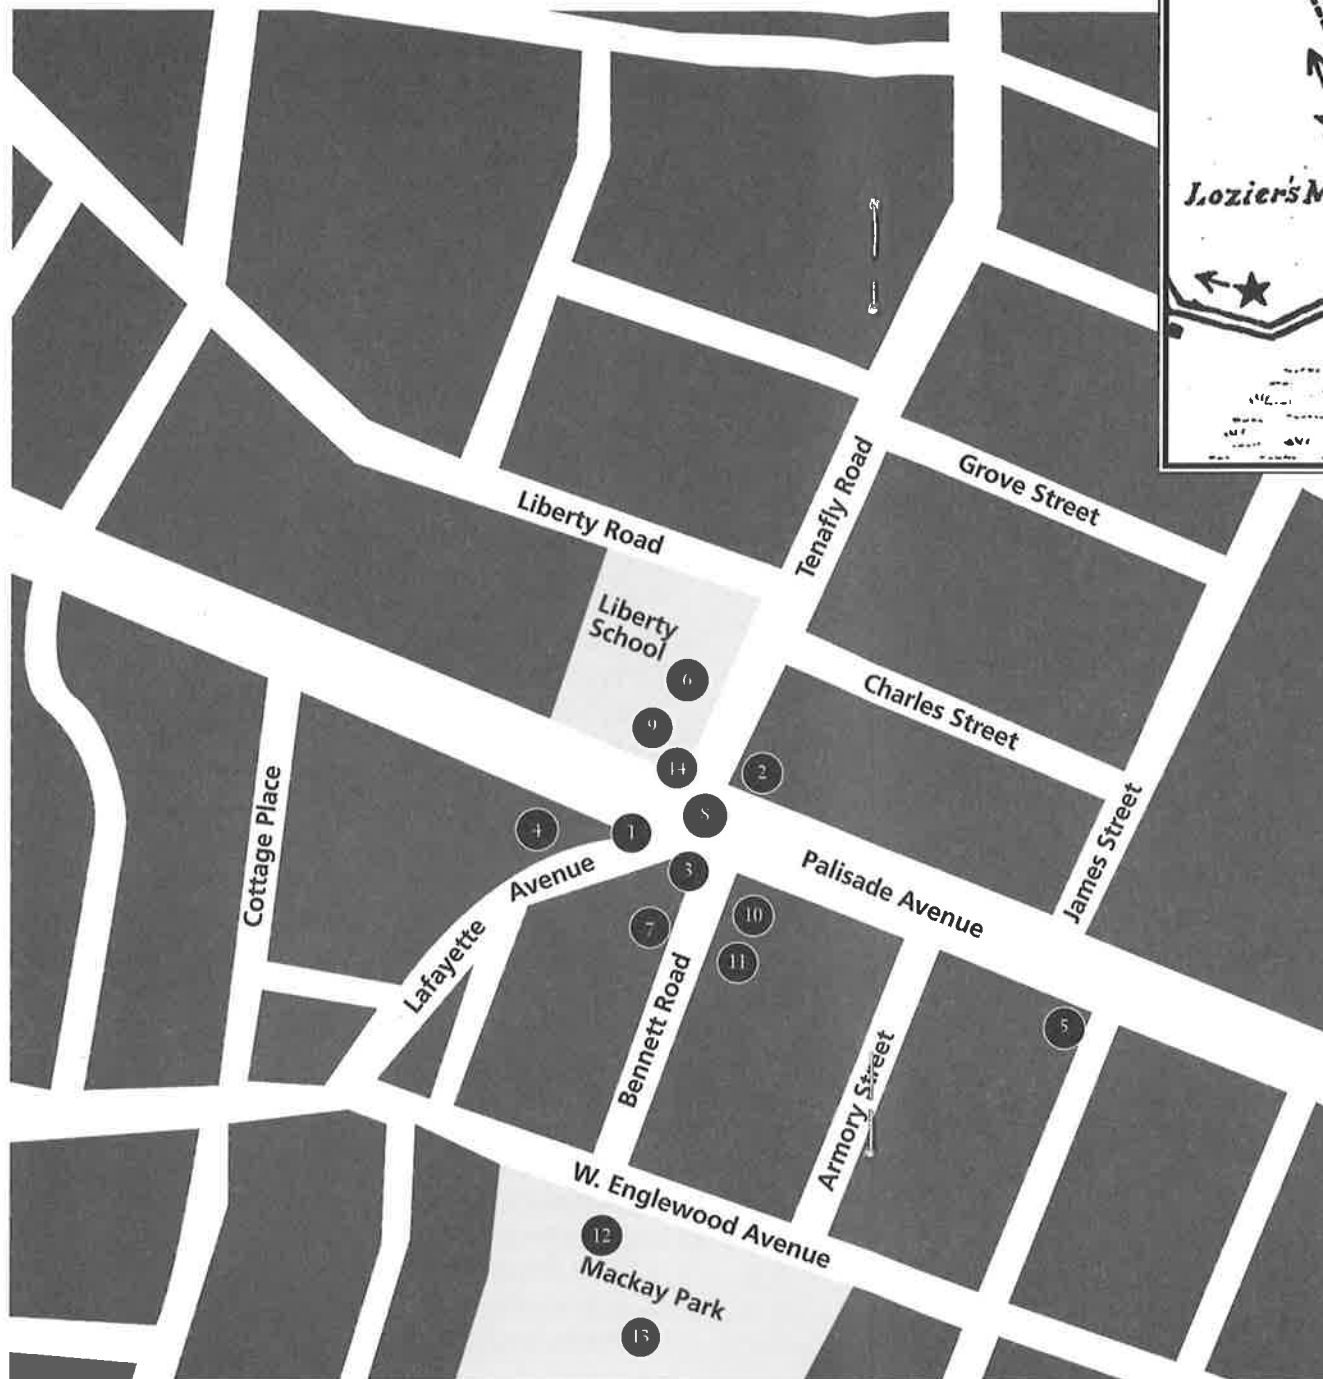 Lozier's M
Grove Street
Tenafly Road
Liberty Road
Liberty
School
6
Charles Street
9
14
2
James Street
Cottage Place
4
1
3
Palisade Avenue
Lafayette Avenue
7
10
11
Bennett Road
5
Armory Street
W. Englewood Avenue
12
Mackay Park
13